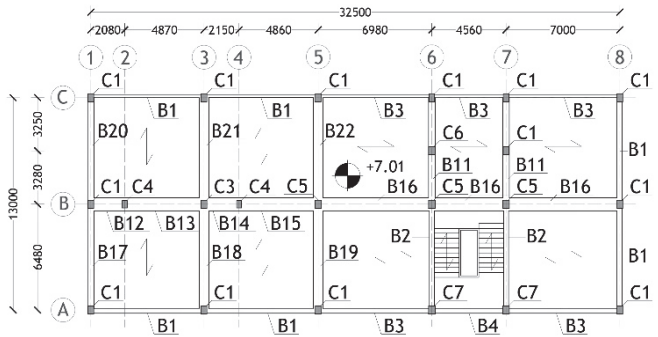 32500
2080 4870 2150 4860 6980 4560 7000
1 2 3 4 5 6 7 8
C1 C1 C1 C1 C1 C1
C
B1 B1 B3 B3 B3
3250
B20 B21 B22 C6 C1 B1
+7.01
3280
B11 B11
C1 C4 C3 C4 C5 B16 C5 B16 C5 B16 C1
13000
B
B12 B13 B14 B15
B2 B2
6480
B17 B18 B19 B1
C1 C1 C1 C7 C7 C1
A
B1 B1 B3 B4 B3